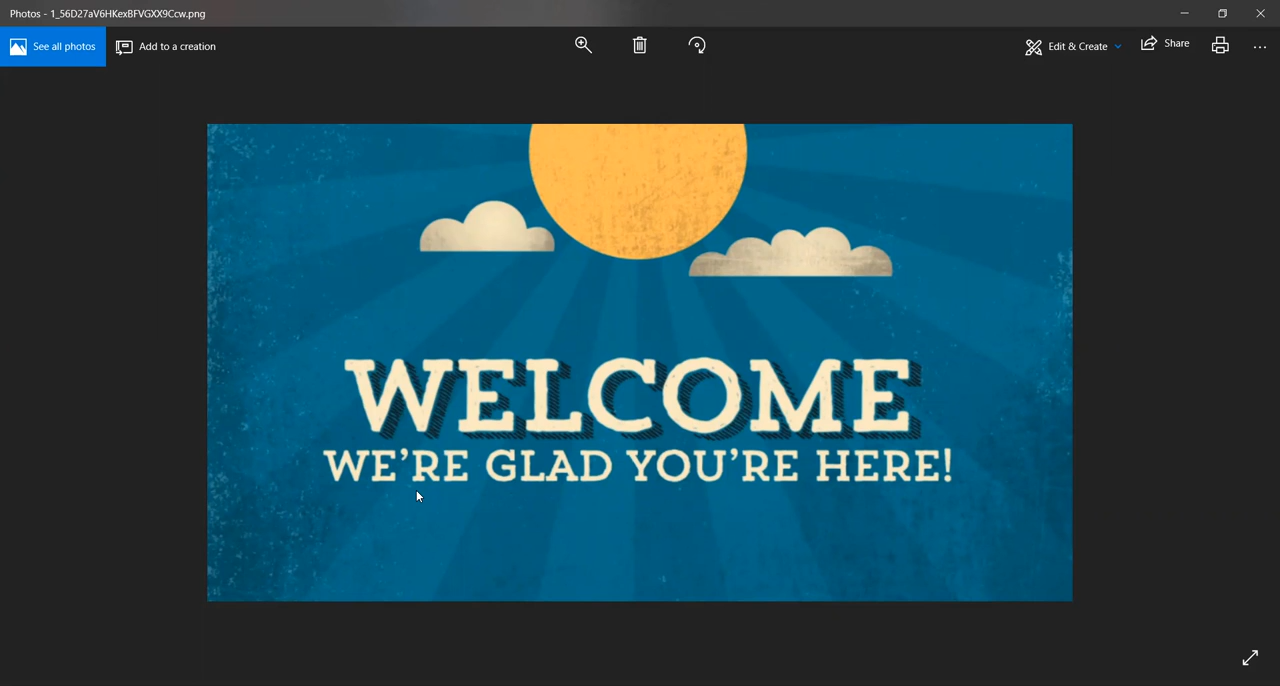 Photos - 1_56D27aV6HKexBFVGXX9Ccw.png
See all photos
Add to a creation
Edit & Create
Share
WELCOME
WE'RE GLAD YOU'RE HERE!